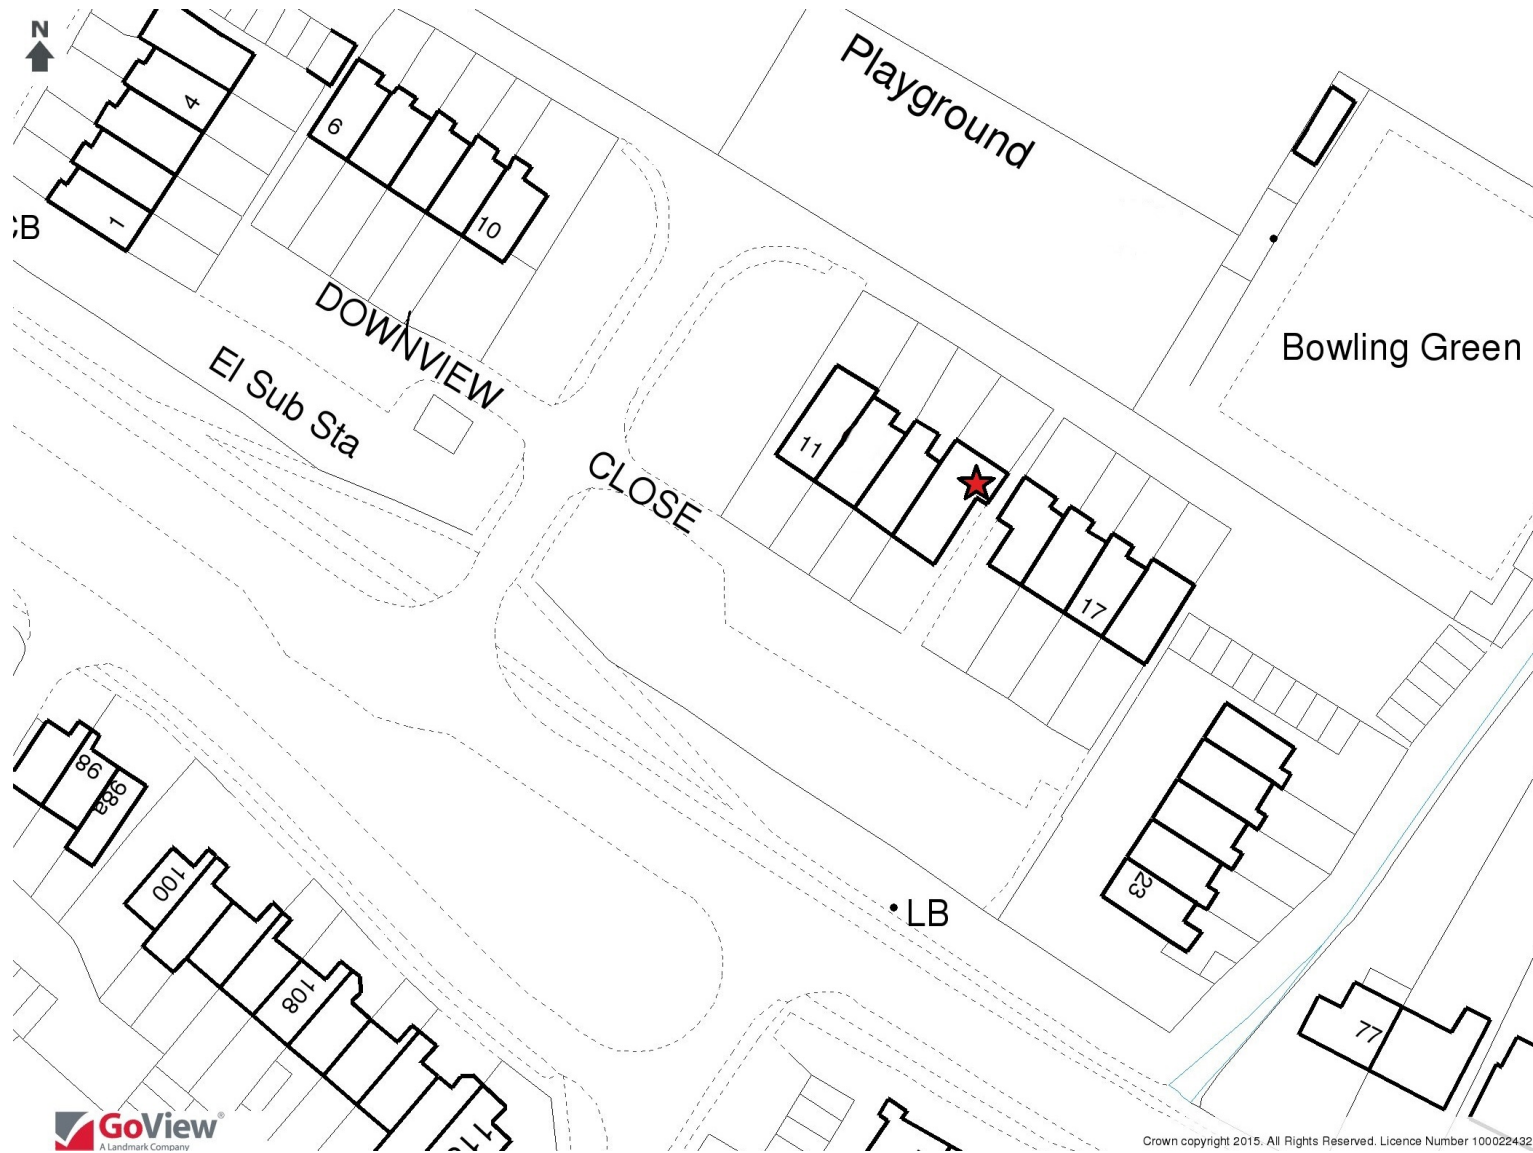 N
Playground
4
6
1
10
CB
DOWNVIEW
El Sub Sta
Bowling Green
11
CLOSE
17
98
98a
23
100
LB
108
77
GoView®
A Landmark Company
Crown copyright 2015. All Rights Reserved. Licence Number 100022432